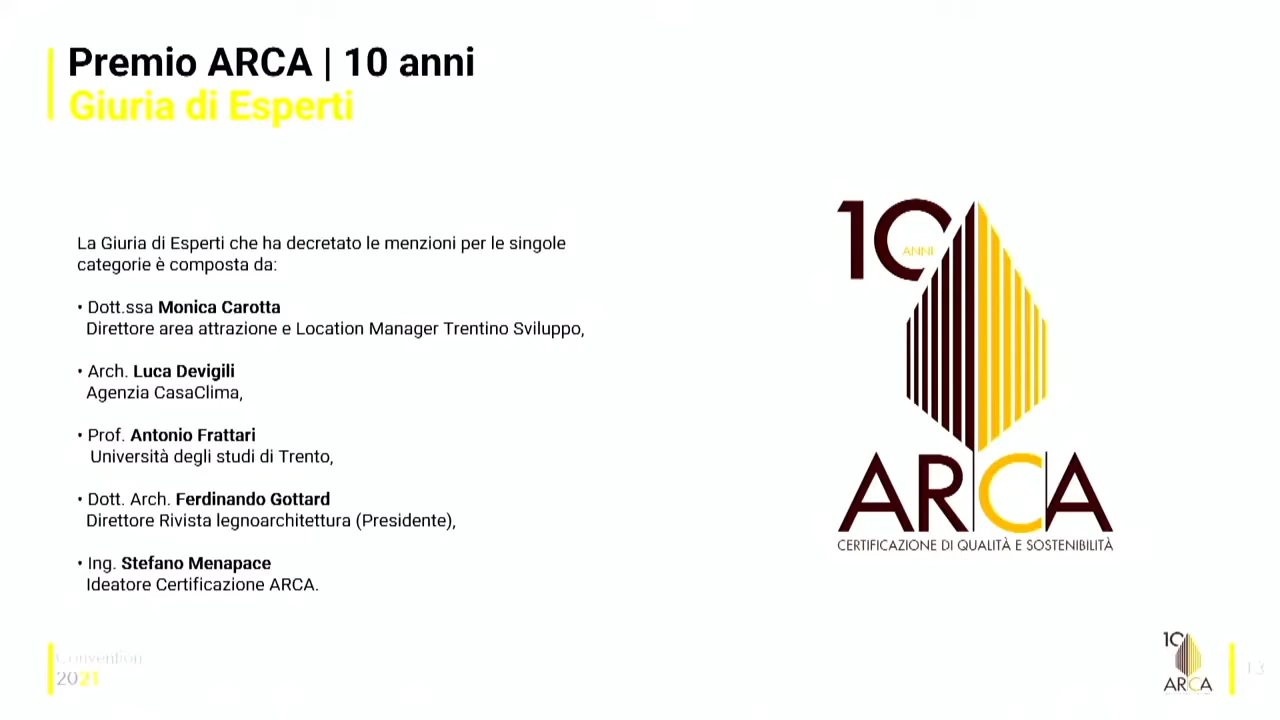 Premio ARCA | 10 anni
Giuria di Esperti
La Giuria di Esperti che ha decretato le menzioni per le singole
categorie è composta da:
• Dott.ssa Monica Carotta
Direttore area attrazione e Location Manager Trentino Sviluppo,
• Arch. Luca Devigili
Agenzia CasaClima,
• Prof. Antonio Frattari
Università degli studi di Trento,
• Dott. Arch. Ferdinando Gottard
Direttore Rivista legnoarchitettura (Presidente),
• Ing. Stefano Menapace
Ideatore Certificazione ARCA.
10
ANNI
ARCA
CERTIFICAZIONE DI QUALITÀ E SOSTENIBILITÀ
Convention
2021
10
ARCA
13